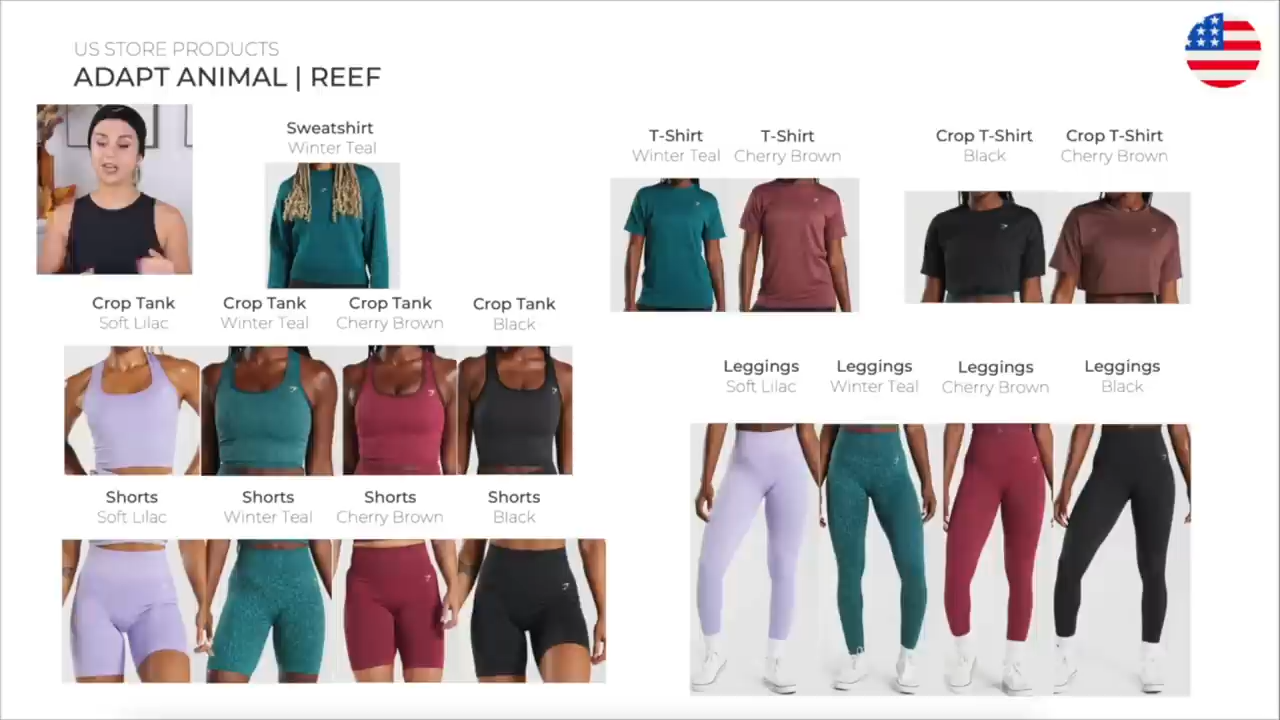 US STORE PRODUCTS
ADAPT ANIMAL | REEF
Sweatshirt
Winter Teal
T-Shirt
Winter Teal
T-Shirt
Cherry Brown
Crop T-Shirt
Black
Crop T-Shirt
Cherry Brown
Crop Tank
Soft Lilac
Crop Tank
Winter Teal
Crop Tank
Cherry Brown
Crop Tank
Black
Leggings
Soft Lilac
Leggings
Winter Teal
Leggings
Cherry Brown
Leggings
Black
Shorts
Soft Lilac
Shorts
Winter Teal
Shorts
Cherry Brown
Shorts
Black